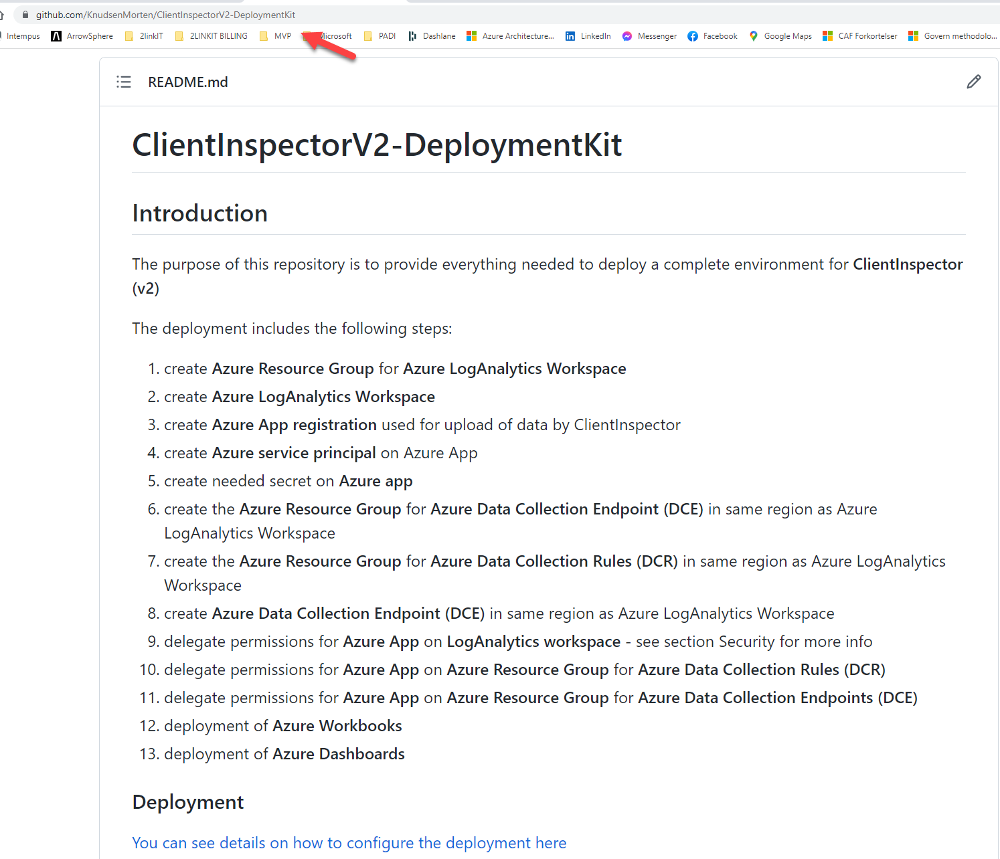 github.com/KnudsenMorten/ClientInspectorV2-DeploymentKit
Intempus ArrowSphere 2linkIT 2LINKIT BILLING MVP Microsoft PADI Dashlane Azure Architecture... LinkedIn Messenger Facebook Google Maps CAF Forkortelser Govern methodolo...
README.md
ClientInspectorV2-DeploymentKit
Introduction
The purpose of this repository is to provide everything needed to deploy a complete environment for ClientInspector
(v2)
The deployment includes the following steps:
1. create Azure Resource Group for Azure LogAnalytics Workspace
2. create Azure LogAnalytics Workspace
3. create Azure App registration used for upload of data by ClientInspector
4. create Azure service principal on Azure App
5. create needed secret on Azure app
6. create the Azure Resource Group for Azure Data Collection Endpoint (DCE) in same region as Azure
LogAnalytics Workspace
7. create the Azure Resource Group for Azure Data Collection Rules (DCR) in same region as Azure LogAnalytics
Workspace
8. create Azure Data Collection Endpoint (DCE) in same region as Azure LogAnalytics Workspace
9. delegate permissions for Azure App on LogAnalytics workspace - see section Security for more info
10. delegate permissions for Azure App on Azure Resource Group for Azure Data Collection Rules (DCR)
11. delegate permissions for Azure App on Azure Resource Group for Azure Data Collection Endpoints (DCE)
12. deployment of Azure Workbooks
13. deployment of Azure Dashboards
Deployment
You can see details on how to configure the deployment here